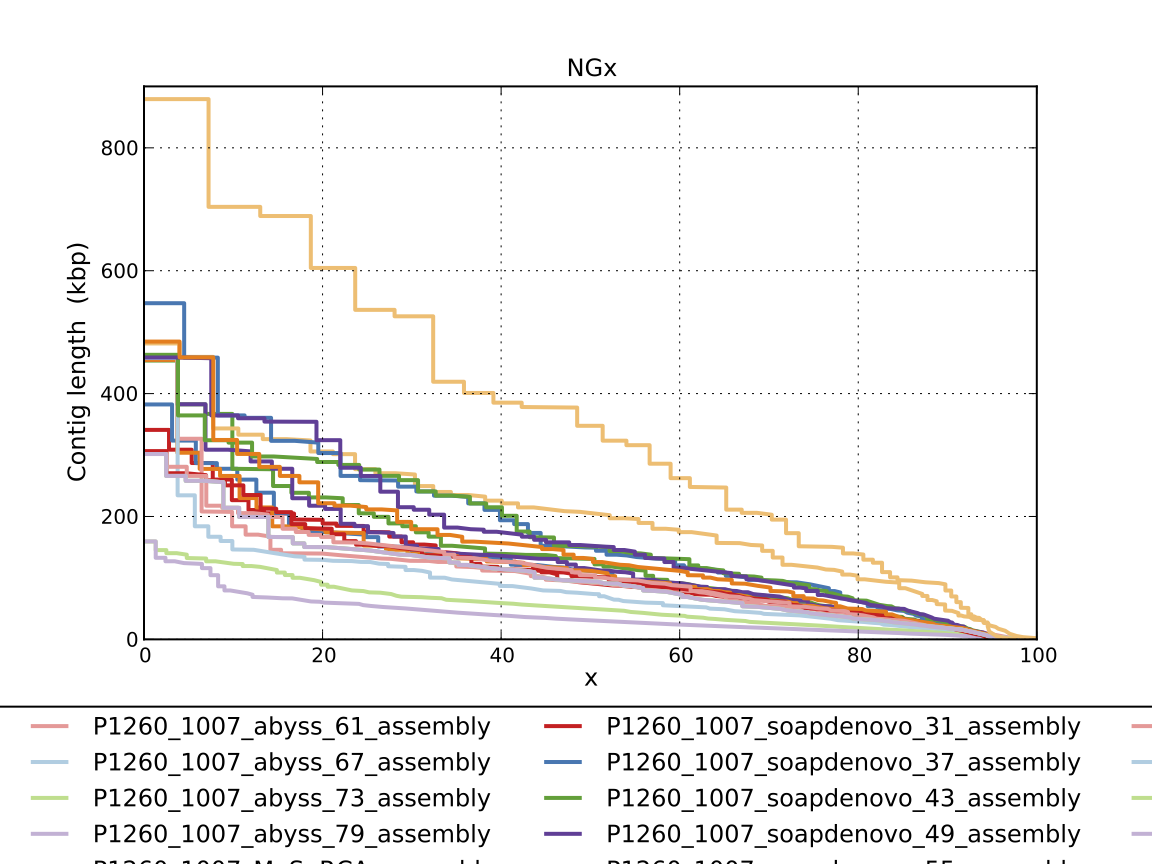 NGx
Contig length (kbp)
800
600
400
200
0
0 20 40 60 80 100
x
P1260_1007_abyss_61_assembly P1260_1007_soapdenovo_31_assembly
P1260_1007_abyss_67_assembly P1260_1007_soapdenovo_37_assembly
P1260_1007_abyss_73_assembly P1260_1007_soapdenovo_43_assembly
P1260_1007_abyss_79_assembly P1260_1007_soapdenovo_49_assembly